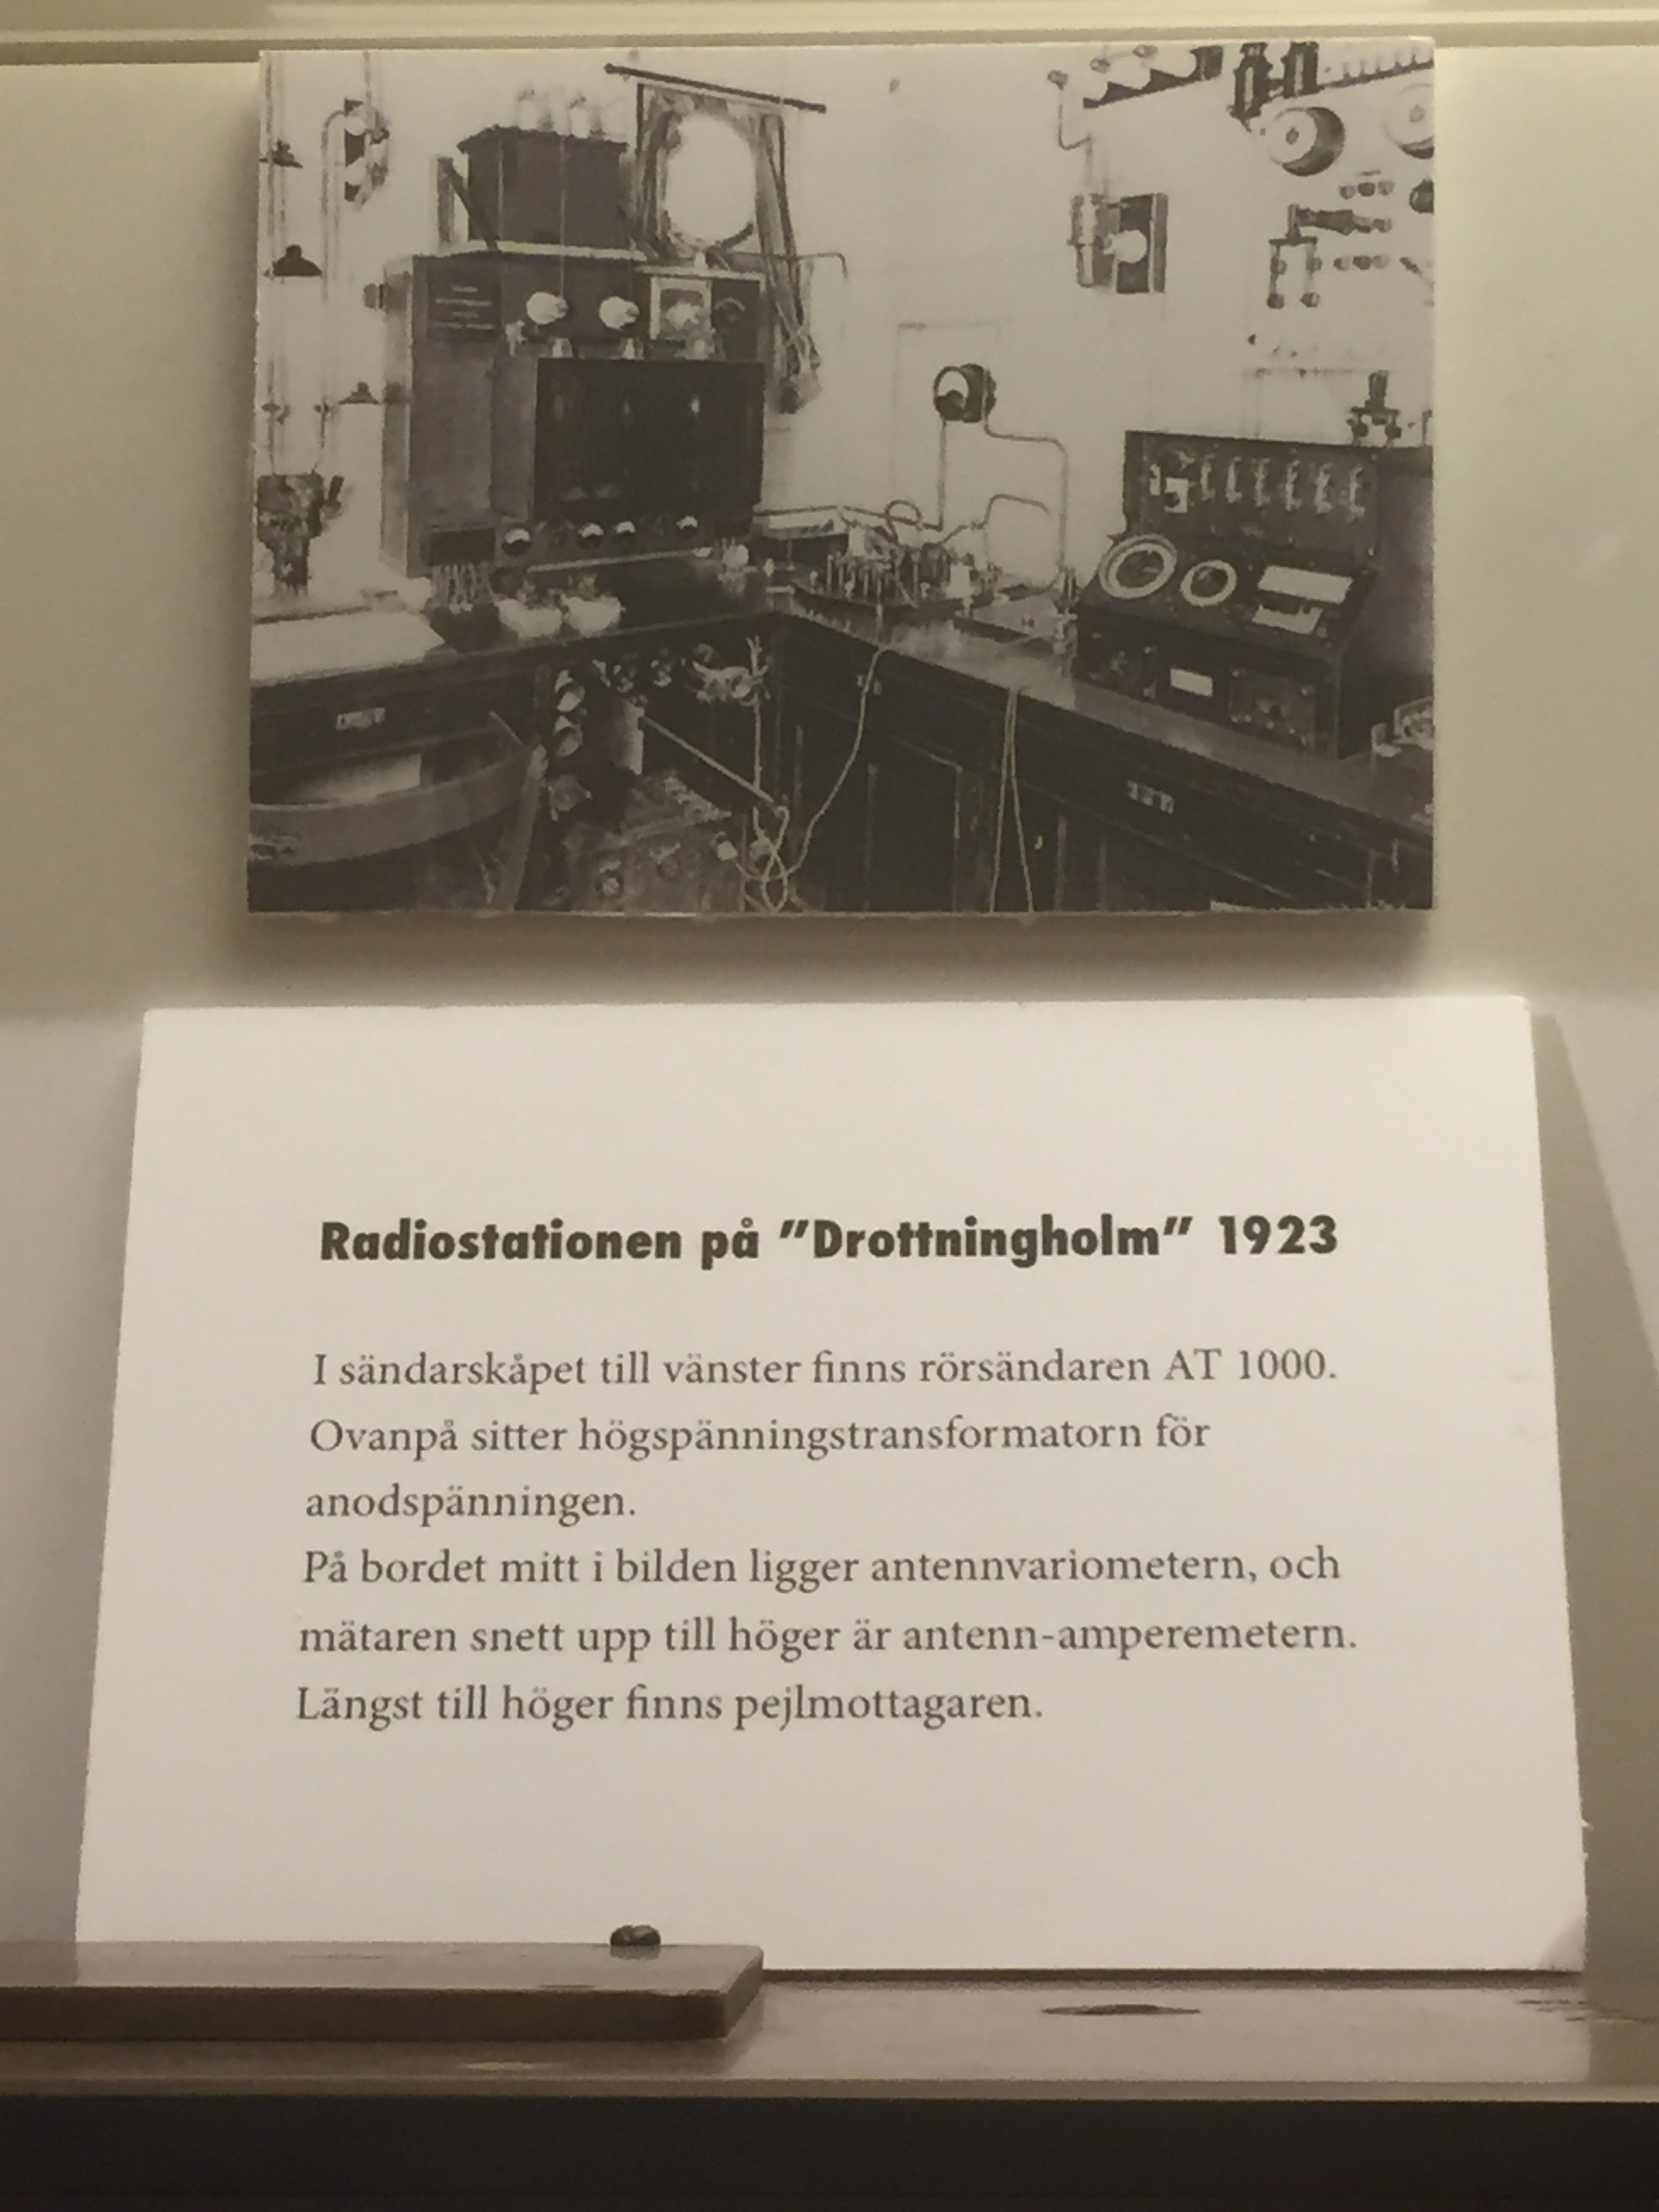 Radiostationen på "Drottningholm" 1923
I sändarskåpet till vänster finns rörsändaren AT 1000.
Ovanpå sitter högspänningstransformatorn för
anodspänningen.
På bordet mitt i bilden ligger antennvariometern, och
mätaren snett upp till höger är antenn-amperemetern.
Längst till höger finns pejlmottagaren.